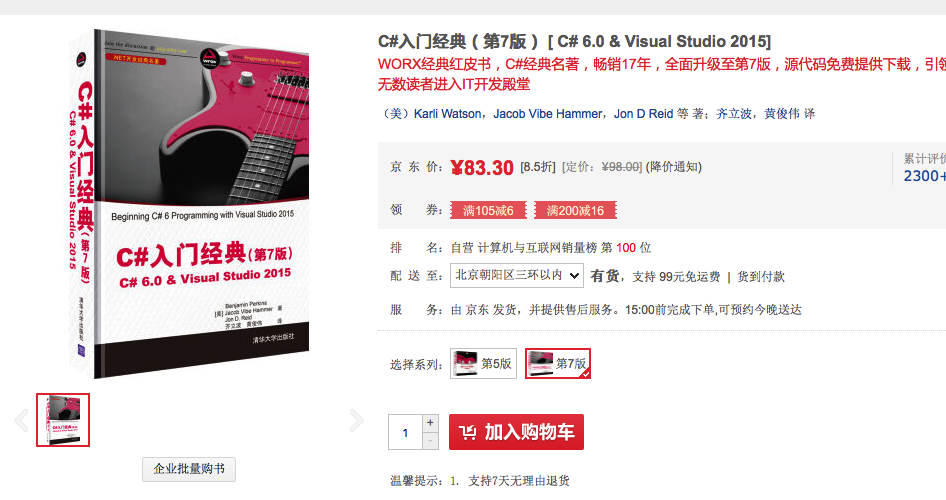 C#入门经典（第7版） [ C# 6.0 & Visual Studio 2015]
WORX经典红皮书，C#经典名著，畅销17年，全面升级至第7版，源代码免费提供下载，引领
无数读者进入IT开发殿堂
（美）Karli Watson，Jacob Vibe Hammer，Jon D Reid 等 著；齐立波，黄俊伟 译
京 东 价： ¥83.30 [8.5折] [定价：¥98.00] (降价通知)
累计评价
2300+
领 券： 满105减6 满200减16
排 名： 自营 计算机与互联网销量榜 第 100 位
配 送 至： 北京朝阳区三环以内 有货，支持 99元免运费 | 货到付款
服 务： 由 京东 发货，并提供售后服务。15:00前完成下单,可预约今晚送达
选择系列： 第5版 第7版
1 + -
加入购物车
温馨提示：1. 支持7天无理由退货
企业批量购书
.NET开发经典名著
WROX
Programmer to Programmer
Beginning C# 6 Programming with Visual Studio 2015
C#入门经典(第7版)
C# 6.0 & Visual Studio 2015
Benjamin Perkins
[美] Jacob Vibe Hammer 著
Jon D. Reid
齐立波 黄俊伟 译
清华大学出版社
C#入门经典(第7版)
C# 6.0 & Visual Studio 2015
清华大学出版社